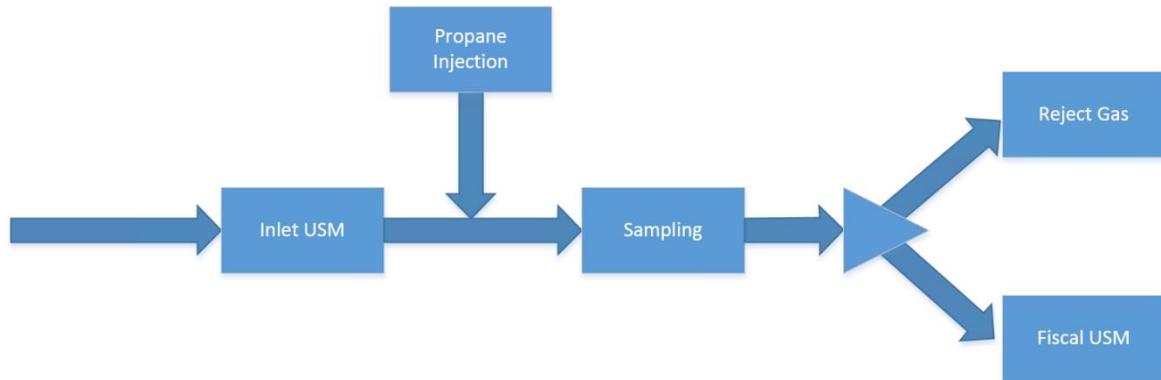 Propane
Injection
Reject Gas
Inlet USM
Sampling
Fiscal USM